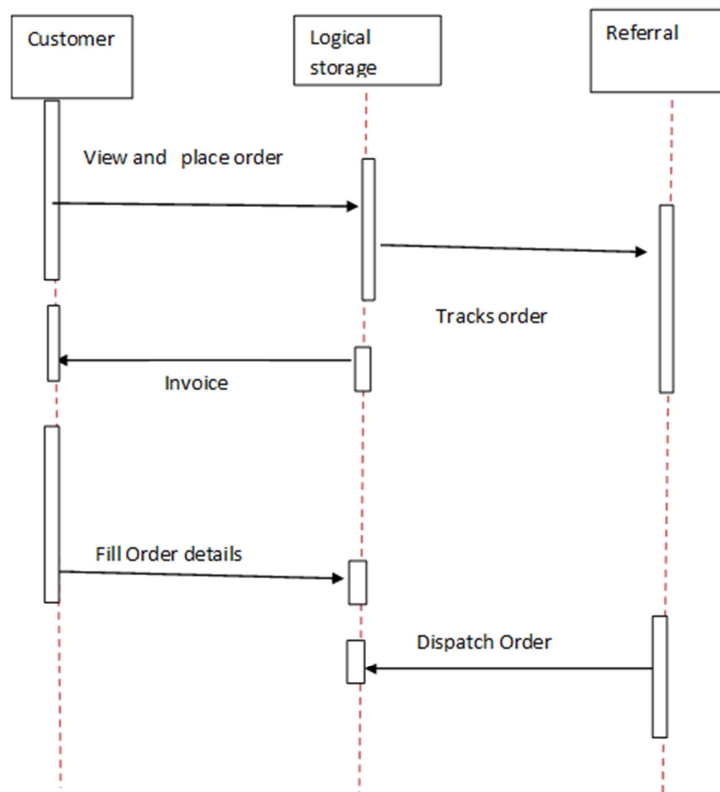 Customer
Logical
storage
Referral
View and place order
Tracks order
Invoice
Fill Order details
Dispatch Order